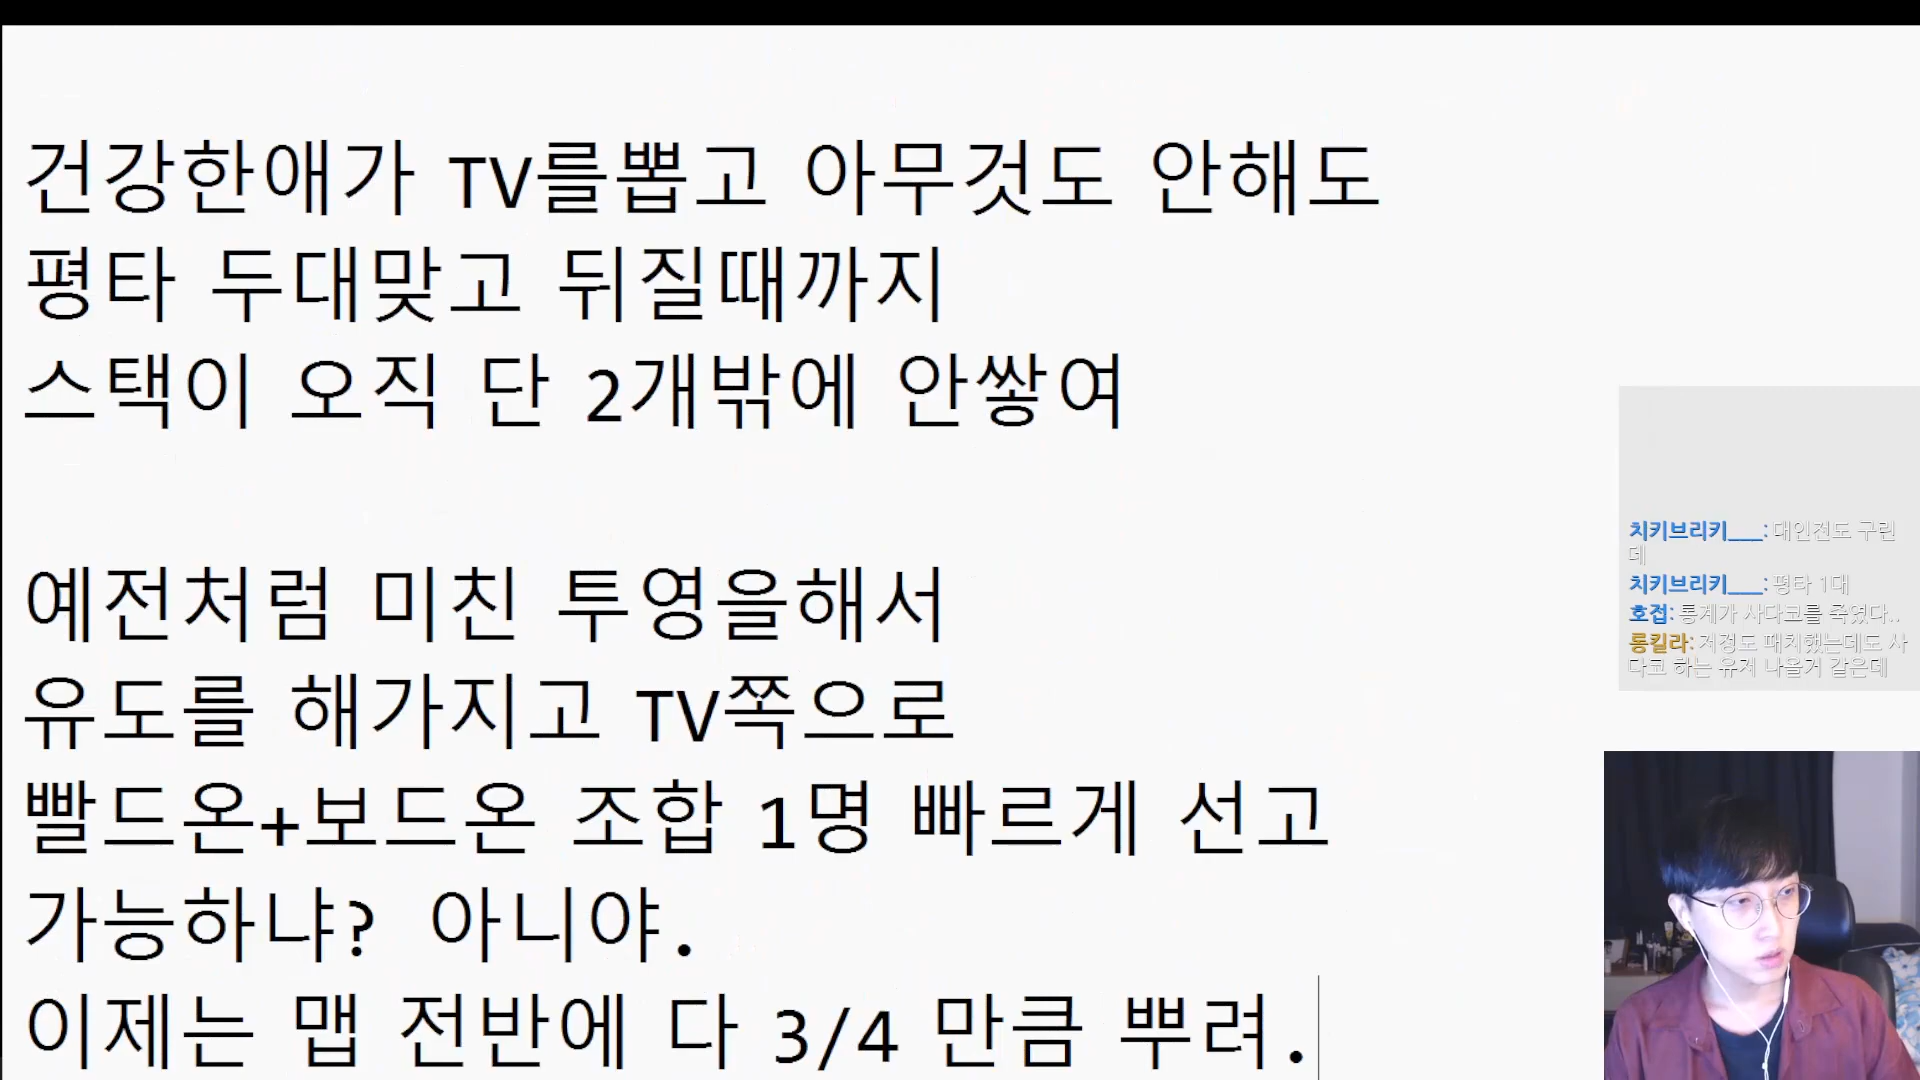 건강한애가 TV를뽑고 아무것도 안해도
평타 두대맞고 뒤질때까지
스택이 오직 단 2개밖에 안쌓여
예전처럼 미친 투영을해서
유도를 해가지고 TV쪽으로
빨드온+보드온 조합 1명 빠르게 선고
가능하냐? 아니야.
이제는 맵 전반에 다 3/4 만큼 뿌려.
치키브리키___: 대인전도 구린
데
치키브리키___: 평타 1대
호접: 통계가 사다코를 죽였다..
롱킬라: 저정도 패치했는데도 사
다코 하는 유저 나올거 같은데